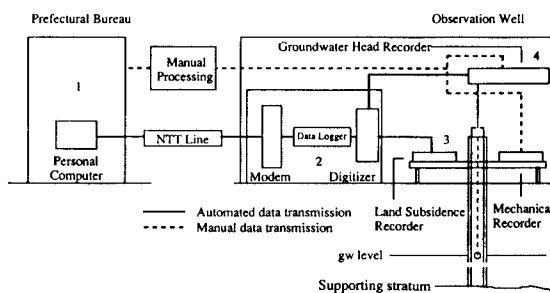 Prefectural Bureau
Observation Well
Groundwater Head Recorder
4
Manual
Processing
1
NTT Line
Data Logger
3
2
Personal
Computer
Modem
Digitizer
Automated data transmission
Manual data transmission
Land Subsidence
Recorder
Mechanical
Recorder
gw level
Supporting stratum